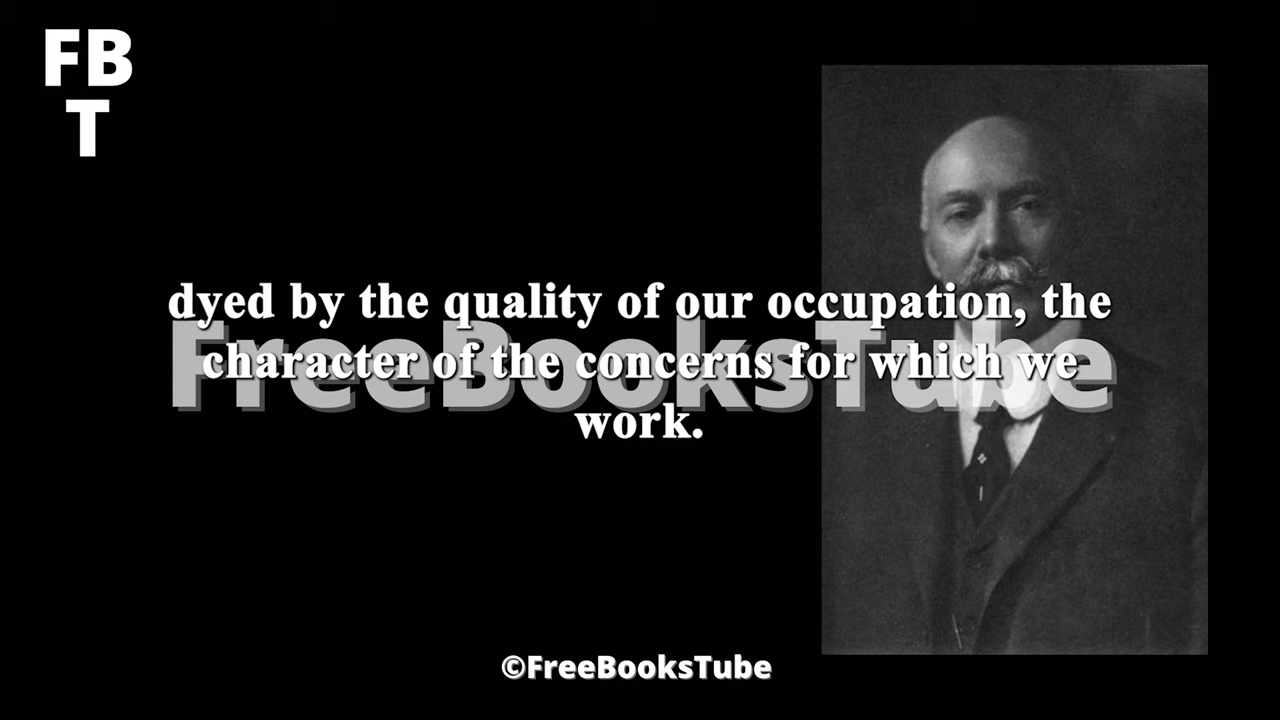 FB
T
dyed by the quality of our occupation, the
FreeBooksTube
character of the concerns for which we
work.
©FreeBooksTube